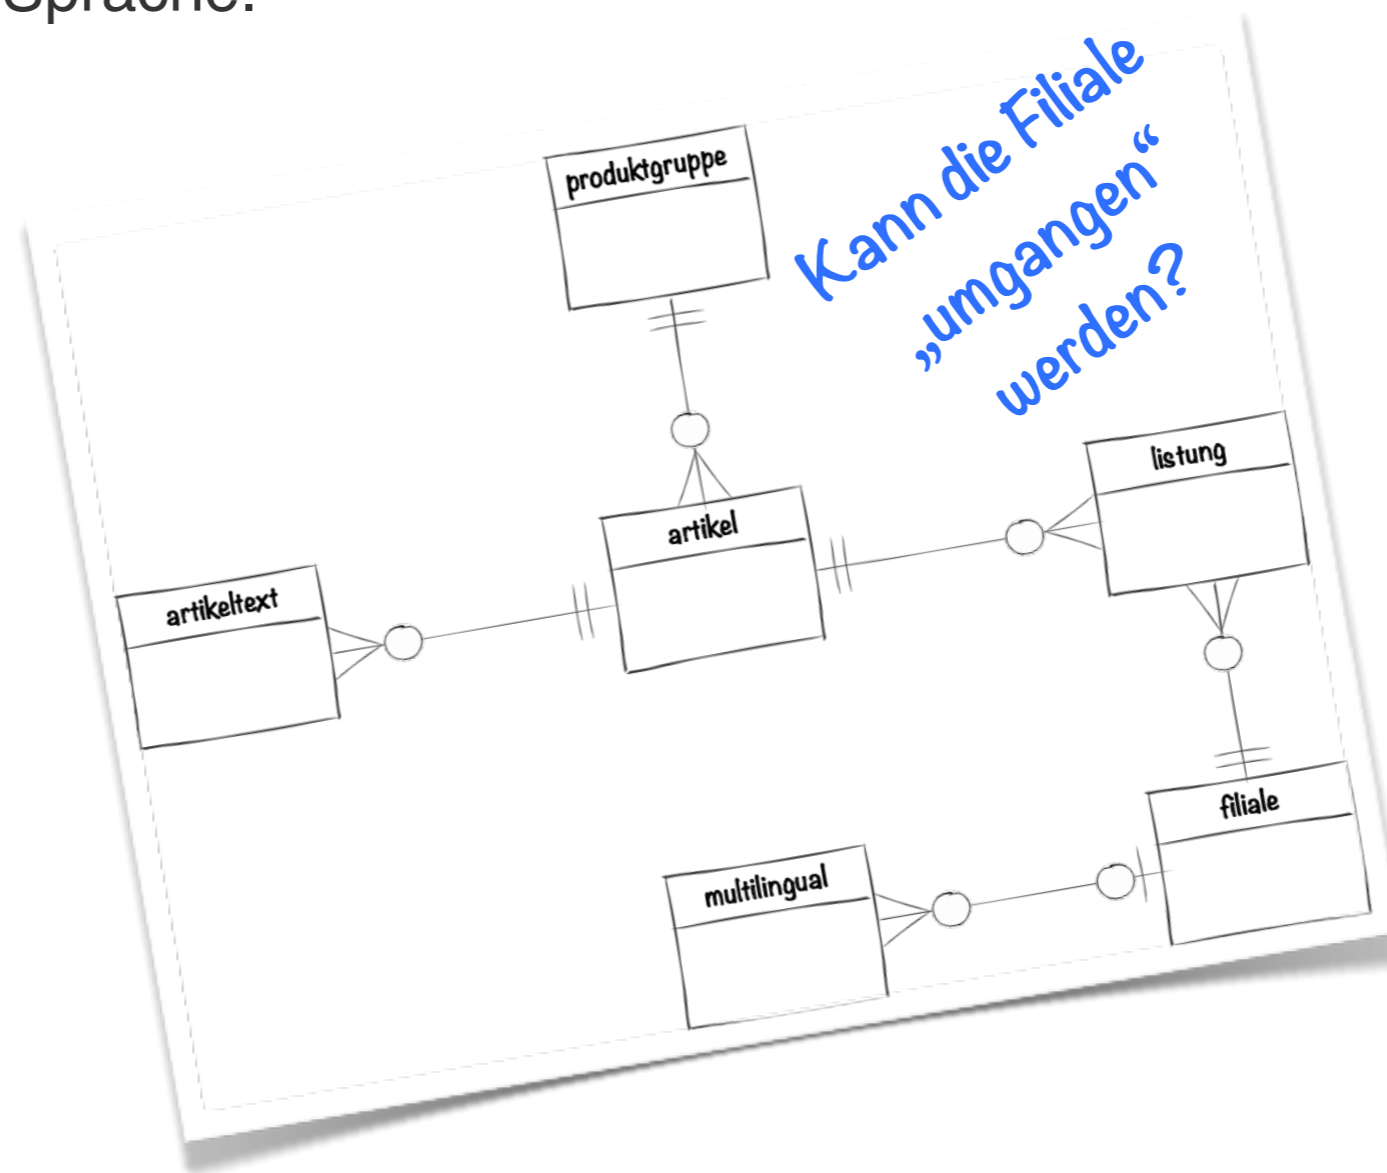 Sprache.
produktgruppe
Kann die Filiale
„umgangen“
werden?
listung
artikel
artikeltext
filiale
multilingual